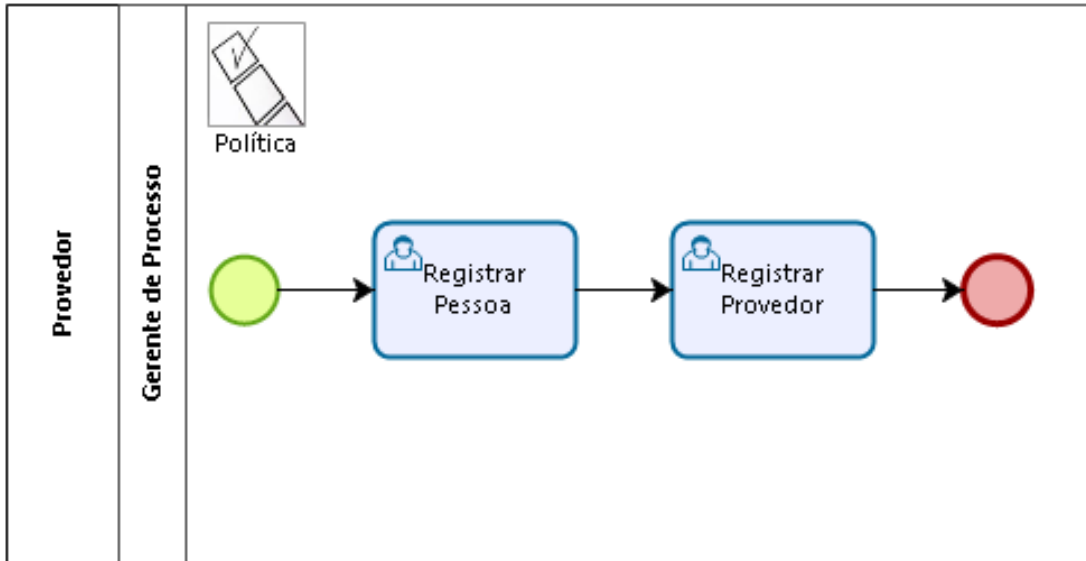 Provedor
Gerente de Processo
Política
Registrar
Pessoa
Registrar
Provedor